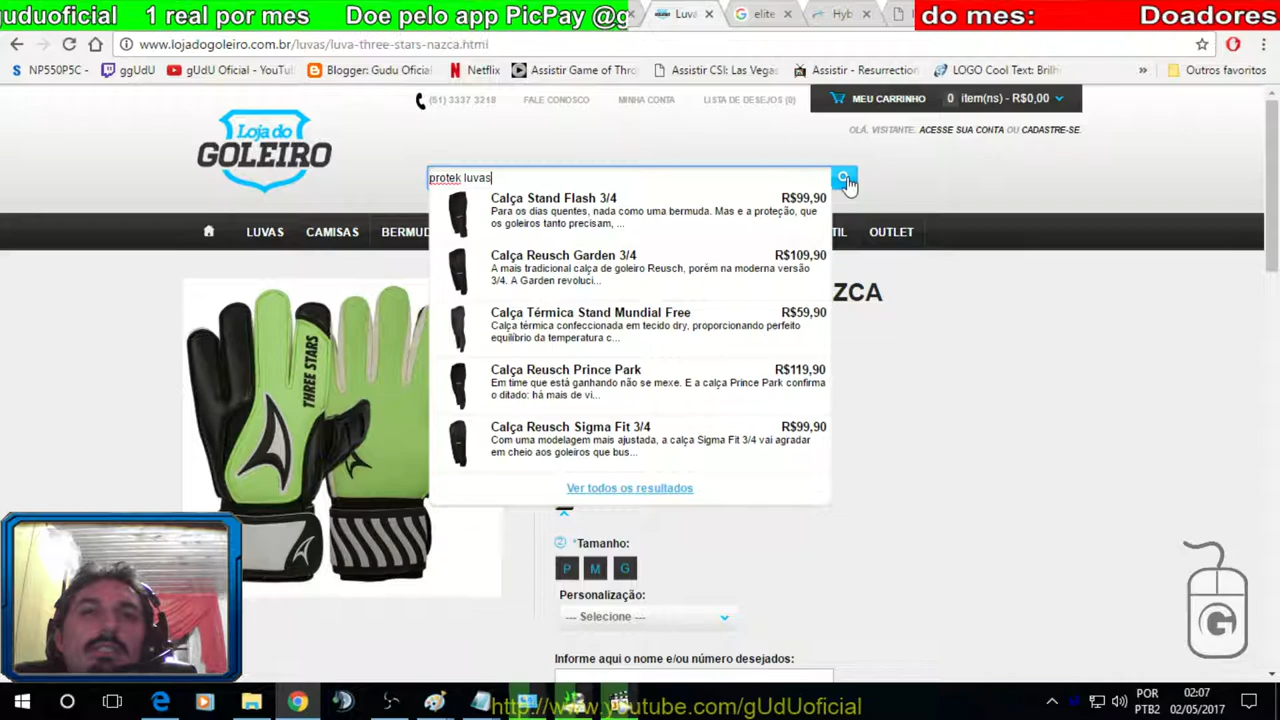 guduoficial 1 real por mes Doe pelo app PicPay @g do mes: Doadores
Luva elite Hyb
www.lojadogoleiro.com.br/luvas/luva-three-stars-nazca.html
NP550P5C - ggUdU gUdU Oficial - YouTu Blogger: Gudu Oficial Netflix Assistir Game of Thro Assistir CSI: Las Vegas Assistir - Resurrection LOGO Cool Text: Brilh » Outros favoritos
(51) 3337 3218 FALE CONOSCO MINHA CONTA LISTA DE DESEJOS (0) MEU CARRINHO 0 item(ns) - R$0,00
OLÁ, VISITANTE. ACESSE SUA CONTA OU CADASTRE-SE.
Loja do
GOLEIRO
protek luvas
LUVAS CAMISAS BERMUD TIL OUTLET
Calça Stand Flash 3/4 R$99,90
Para os dias quentes, nada como uma bermuda. Mas e a proteção, que
os goleiros tanto precisam, ...
Calça Reusch Garden 3/4 R$109,90
A mais tradicional calça de goleiro Reusch, porém na moderna versão
3/4. A Garden revoluci...
ZCA
Calça Térmica Stand Mundial Free R$59,90
Calça térmica confeccionada em tecido dry, proporcionando perfeito
equilíbrio da temperatura c...
Calça Reusch Prince Park R$119,90
Em time que está ganhando não se mexe. E a calça Prince Park confirma
o ditado: há mais de vi...
Calça Reusch Sigma Fit 3/4 R$99,90
Com uma modelagem mais ajustada, a calça Sigma Fit 3/4 vai agradar
em cheio aos goleiros que bus...
Ver todos os resultados
THREE STARS
2 *Tamanho:
P M G
Personalização:
--- Selecione ---
Informe aqui o nome e/ou número desejados:
G
http://www.youtube.com/gUdUoficial
POR
PTB2
02:07
02/05/2017